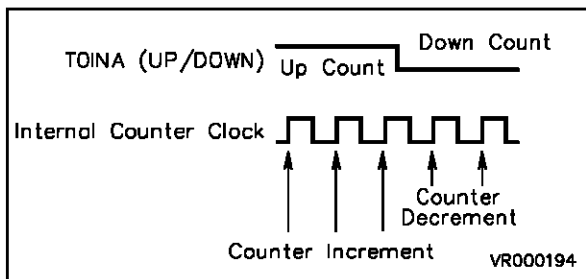 TOINA (UP/DOWN)
Up Count
Down Count
Internal Counter Clock
Counter
Decrement
Counter Increment
VR000194